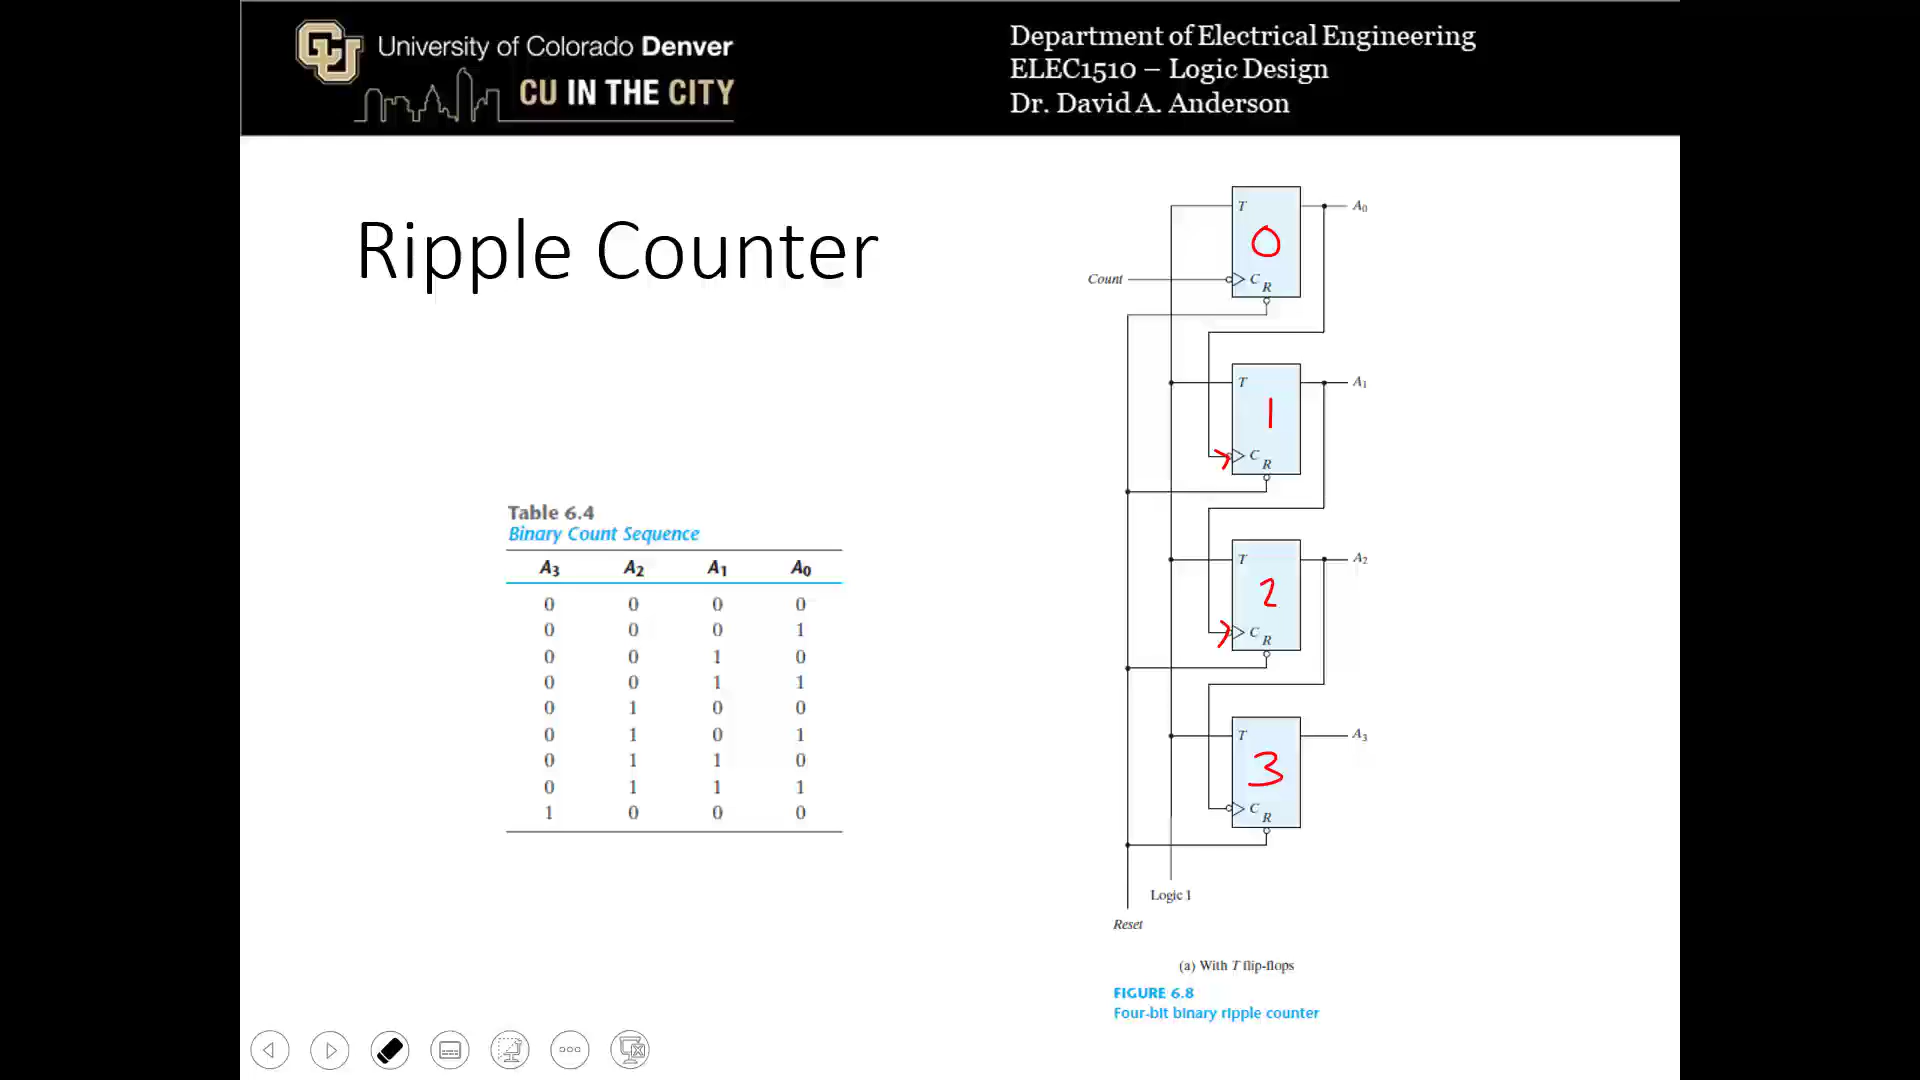 University of Colorado Denver
CU IN THE CITY
Department of Electrical Engineering
ELEC1510 – Logic Design
Dr. David A. Anderson
Ripple Counter
Table 6.4
Binary Count Sequence
A3 A2 A1 A0
0 0 0 0
0 0 0 1
0 0 1 0
0 0 1 1
0 1 0 0
0 1 0 1
0 1 1 0
0 1 1 1
1 0 0 0
T A0
0
Count C
R
T A1
1
C
R
T A2
2
C
R
T A3
3
C
R
Logic 1
Reset
(a) With T flip-flops
FIGURE 6.8
Four-bit binary ripple counter